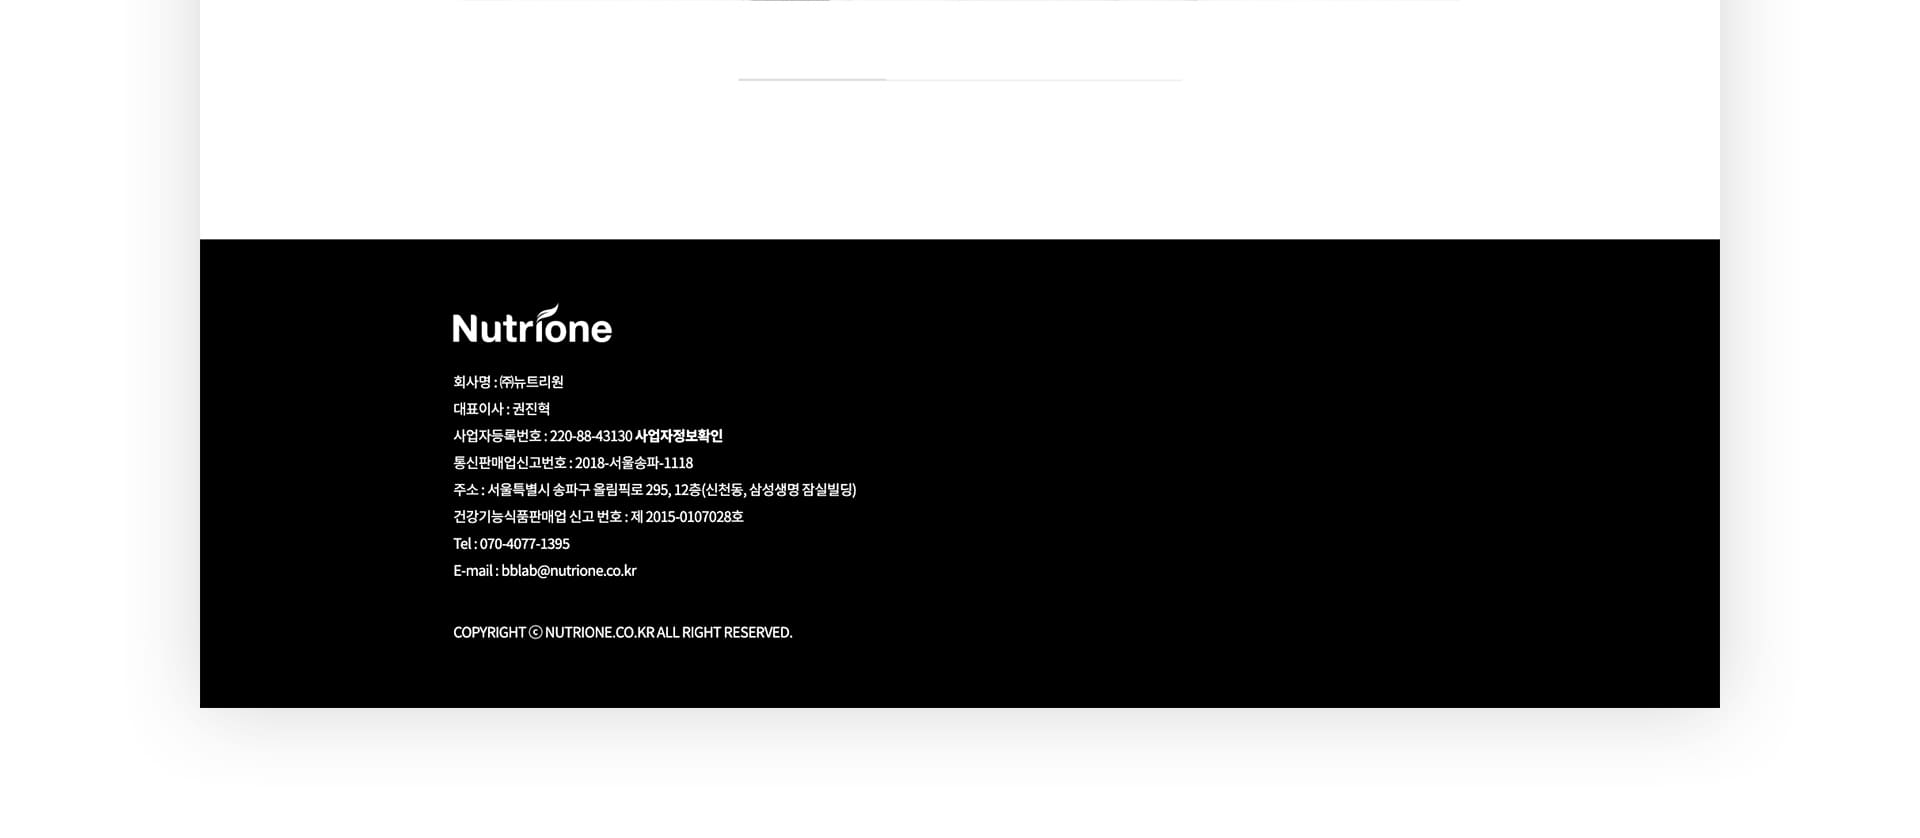 Nutrione
회사명 : ㈜뉴트리원
대표이사 : 권진혁
사업자등록번호 : 220-88-43130 사업자정보확인
통신판매업신고번호 : 2018-서울송파-1118
주소 : 서울특별시 송파구 올림픽로 295, 12층(신천동, 삼성생명 잠실빌딩)
건강기능식품판매업 신고 번호 : 제 2015-0107028호
Tel : 070-4077-1395
E-mail : bblab@nutrione.co.kr
COPYRIGHT ⓒ NUTRIONE.CO.KR ALL RIGHT RESERVED.